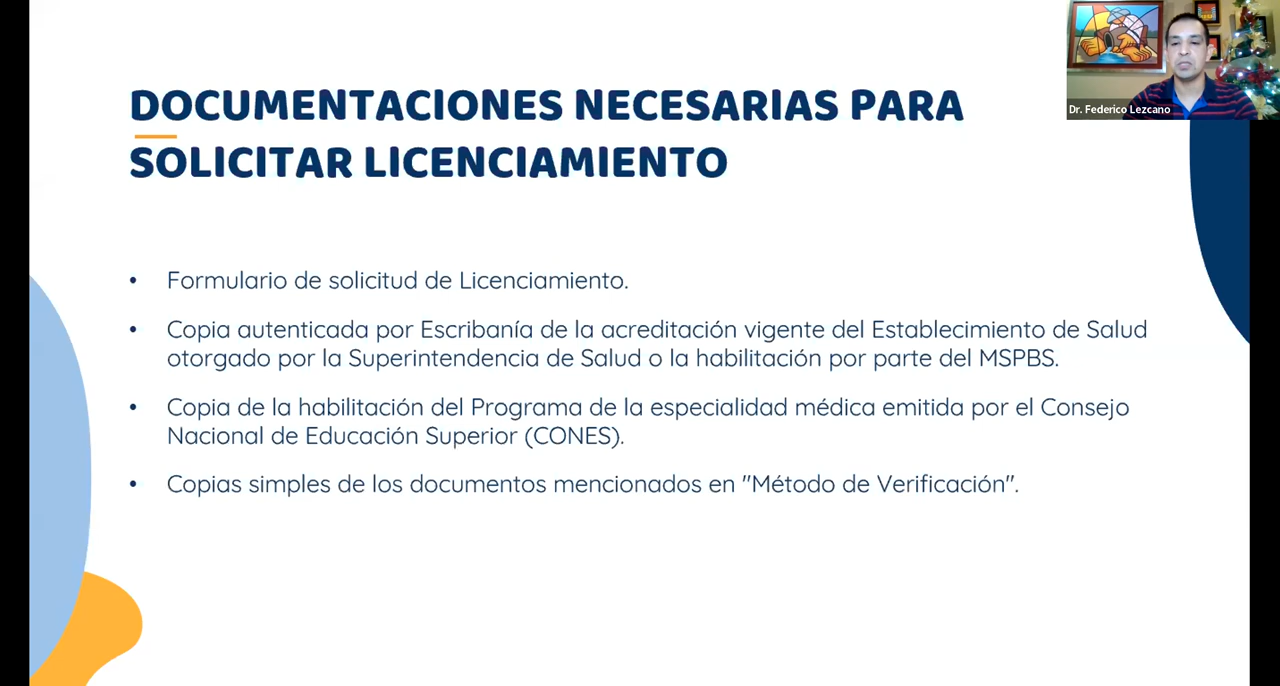 DOCUMENTACIONES NECESARIAS PARA
SOLICITAR LICENCIAMIENTO
Dr. Federico Lezcano
• Formulario de solicitud de Licenciamiento.
• Copia autenticada por Escribanía de la acreditación vigente del Establecimiento de Salud
otorgado por la Superintendencia de Salud o la habilitación por parte del MSPBS.
• Copia de la habilitación del Programa de la especialidad médica emitida por el Consejo
Nacional de Educación Superior (CONES).
• Copias simples de los documentos mencionados en "Método de Verificación".